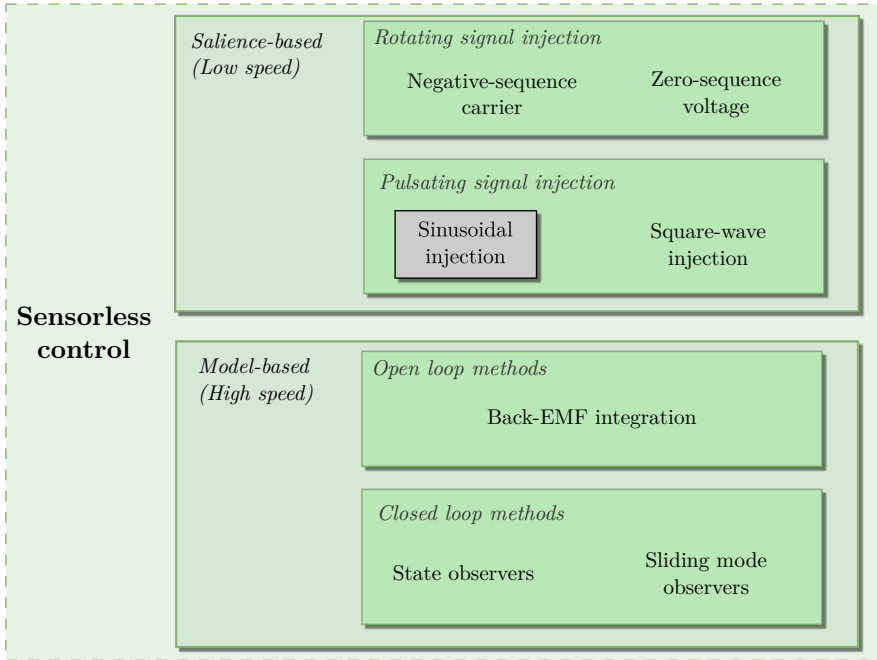 Sensorless
control
Salience-based
(Low speed)
Rotating signal injection
Negative-sequence
carrier
Zero-sequence
voltage
Pulsating signal injection
Sinusoidal
injection
Square-wave
injection
Model-based
(High speed)
Open loop methods
Back-EMF integration
Closed loop methods
State observers
Sliding mode
observers